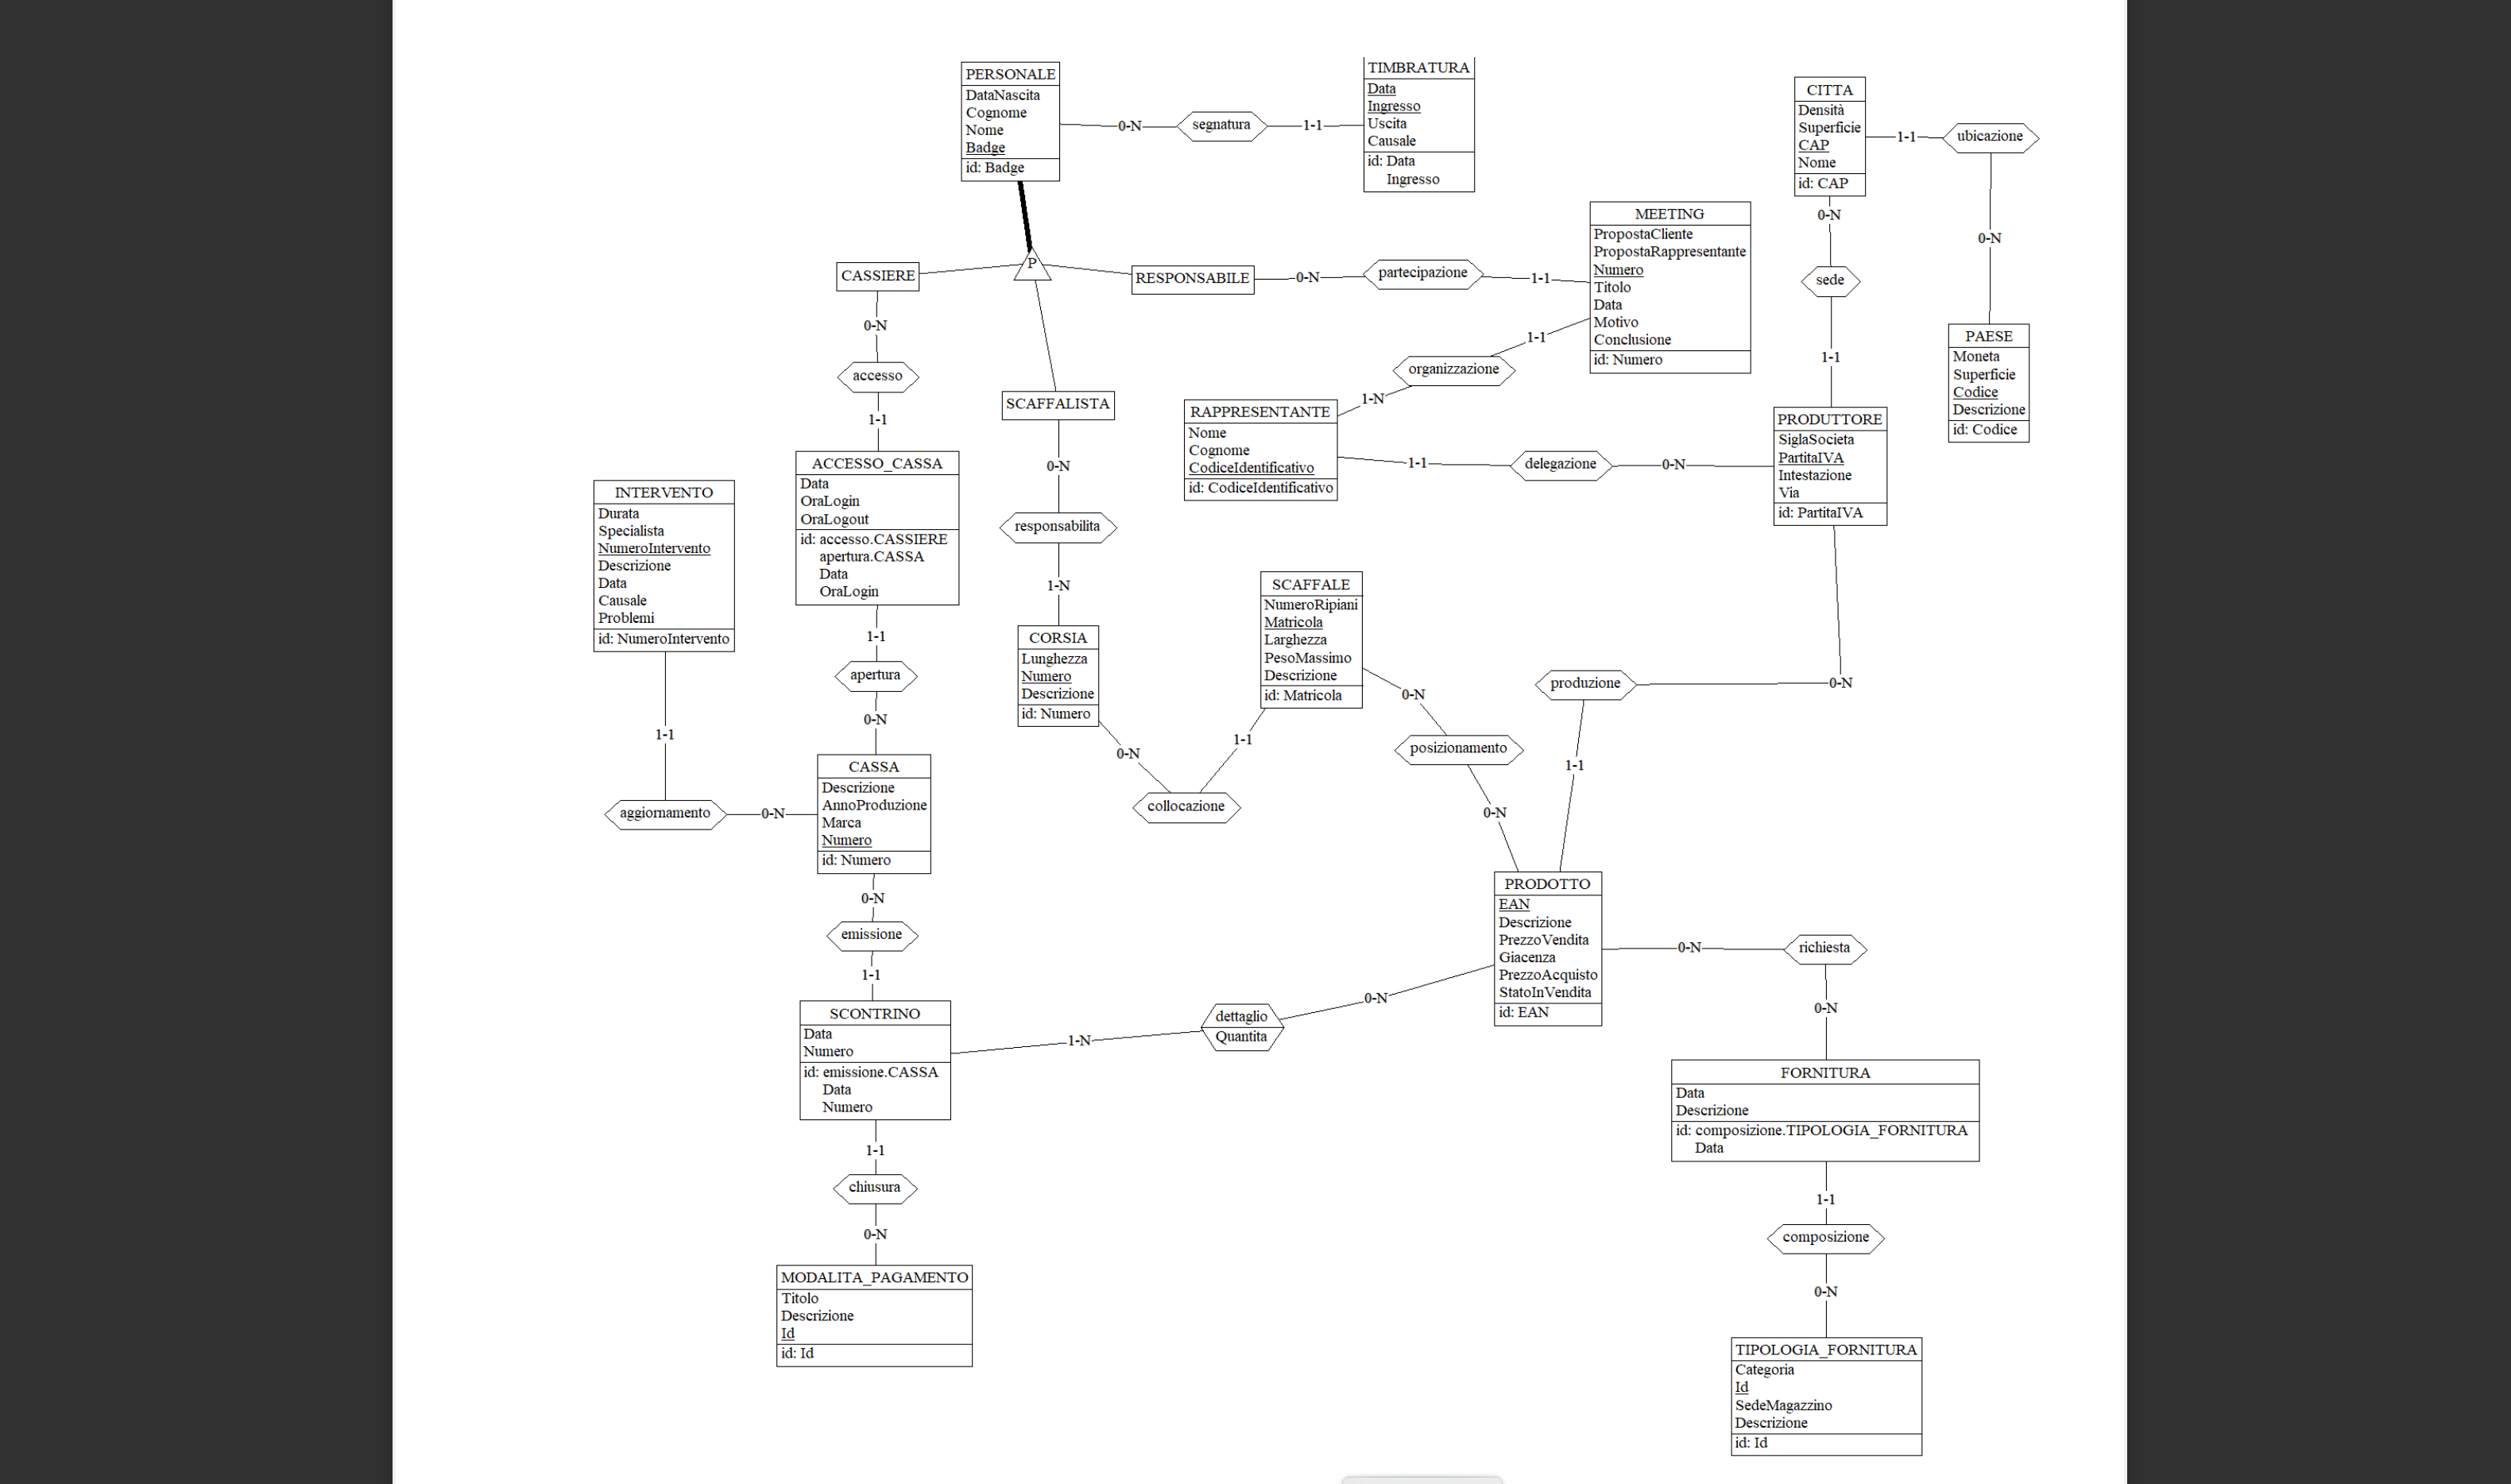 PERSONALE
DataNascita
Cognome
Nome
Badge
id: Badge
0-N
segnatura
1-1
TIMBRATURA
Data
Ingresso
Uscita
Causale
id: Data
Ingresso
CITTA
Densità
Superficie
CAP
Nome
id: CAP
1-1
ubicazione
0-N
PAESE
Moneta
Superficie
Codice
Descrizione
id: Codice
0-N
sede
1-1
P
CASSIERE
RESPONSABILE
0-N
partecipazione
1-1
MEETING
PropostaCliente
PropostaRappresentante
Numero
Titolo
Data
Motivo
Conclusione
id: Numero
1-1
organizzazione
1-N
RAPPRESENTANTE
Nome
Cognome
CodiceIdentificativo
id: CodiceIdentificativo
1-1
delegazione
0-N
PRODUTTORE
SiglaSocieta
PartitaIVA
Intestazione
Via
id: PartitaIVA
0-N
accesso
1-1
SCAFFALISTA
0-N
responsabilita
1-N
ACCESSO_CASSA
Data
OraLogin
OraLogout
id: accesso.CASSIERE
apertura.CASSA
Data
OraLogin
INTERVENTO
Durata
Specialista
NumeroIntervento
Descrizione
Data
Causale
Problemi
id: NumeroIntervento
1-1
aggiornamento
0-N
1-1
apertura
0-N
CORSIA
Lunghezza
Numero
Descrizione
id: Numero
0-N
collocazione
1-1
SCAFFALE
NumeroRipiani
Matricola
Larghezza
PesoMassimo
Descrizione
id: Matricola
0-N
posizionamento
0-N
produzione
0-N
1-1
CASSA
Descrizione
AnnoProduzione
Marca
Numero
id: Numero
0-N
emissione
1-1
PRODOTTO
EAN
Descrizione
PrezzoVendita
Giacenza
PrezzoAcquisto
StatoInVendita
id: EAN
0-N
richiesta
0-N
SCONTRINO
Data
Numero
id: emissione.CASSA
Data
Numero
1-N
dettaglio
Quantita
0-N
FORNITURA
Data
Descrizione
id: composizione.TIPOLOGIA_FORNITURA
Data
1-1
chiusura
0-N
1-1
composizione
0-N
MODALITA_PAGAMENTO
Titolo
Descrizione
Id
id: Id
TIPOLOGIA_FORNITURA
Categoria
Id
SedeMagazzino
Descrizione
id: Id